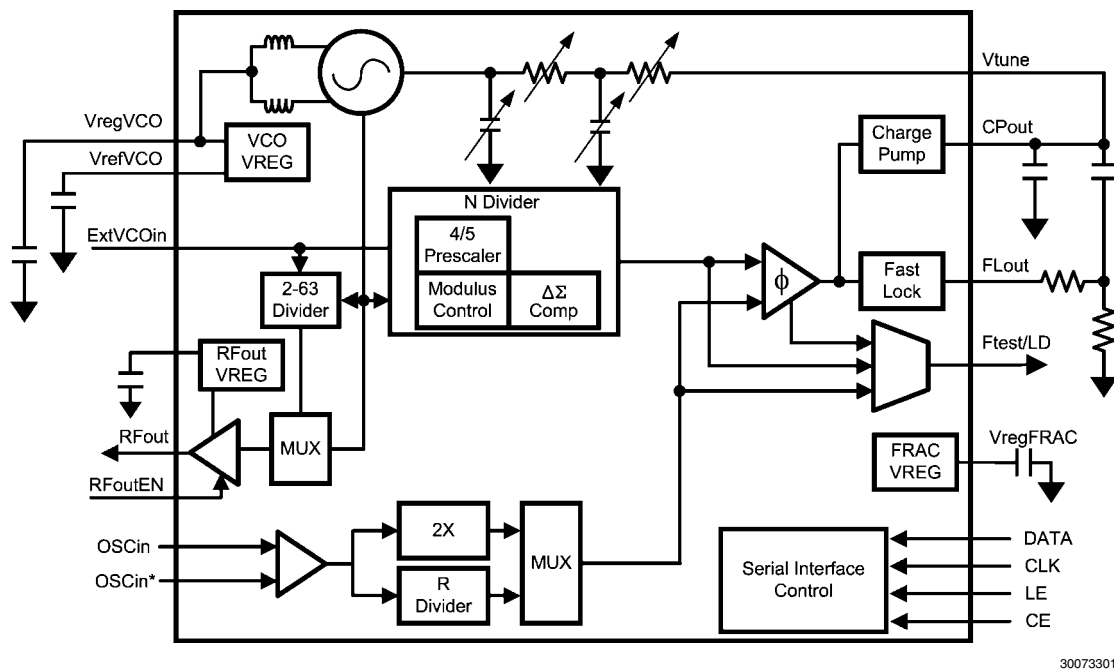 Vtune
VregVCO
VCO
VREG
Charge
Pump
CPout
VrefVCO
N Divider
ExtVCOin
4/5
Prescaler
2-63
Divider
Modulus
Control
ΔΣ
Comp
ϕ
Fast
Lock
FLout
RFout
VREG
Ftest/LD
RFout
MUX
FRAC
VREG
VregFRAC
RFoutEN
OSCin
2X
MUX
Serial Interface
Control
DATA
CLK
OSCin*
R
Divider
LE
CE
30073301